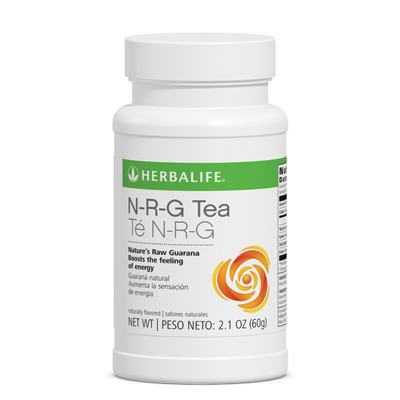 HERBALIFE
N-R-G Tea
Té N-R-G
Nature's Raw Guarana
Boosts the feeling
of energy
Guaraná natural
Aumenta la sensación
de energía
naturally flavored | sabores naturales
NET WT | PESO NETO: 2.1 OZ (60g)